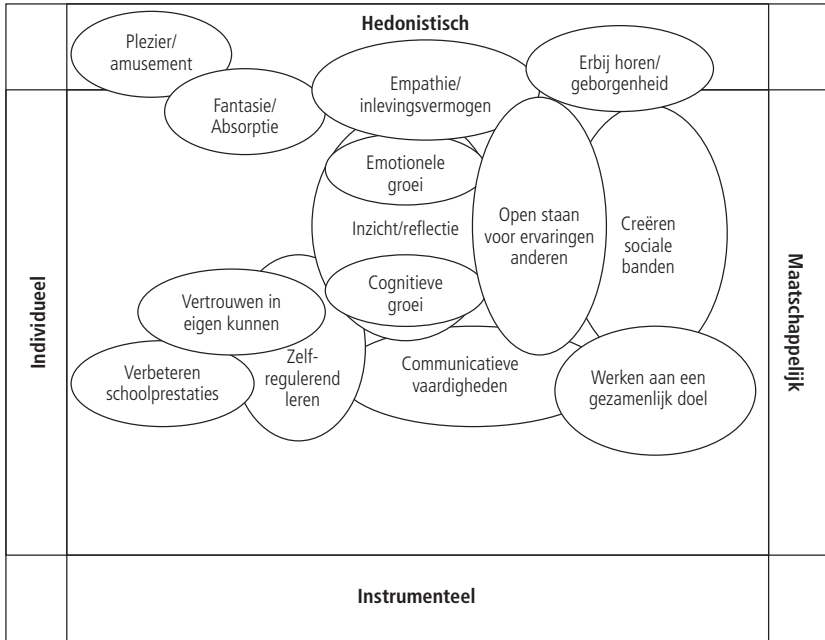 Hedonistisch
Plezier/
amusement
Fantasie/
Absorptie
Empathie/
inlevingsvermogen
Erbij horen/
geborgenheid
Emotionele
groei
Inzicht/reflectie
Open staan
voor ervaringen
anderen
Creëren
sociale
banden
Cognitieve
groei
Vertrouwen in
eigen kunnen
Verbeteren
schoolprestaties
Zelf-
regulerend
leren
Communicatieve
vaardigheden
Werken aan een
gezamenlijk doel
Individueel
Maatschappelijk
Instrumenteel